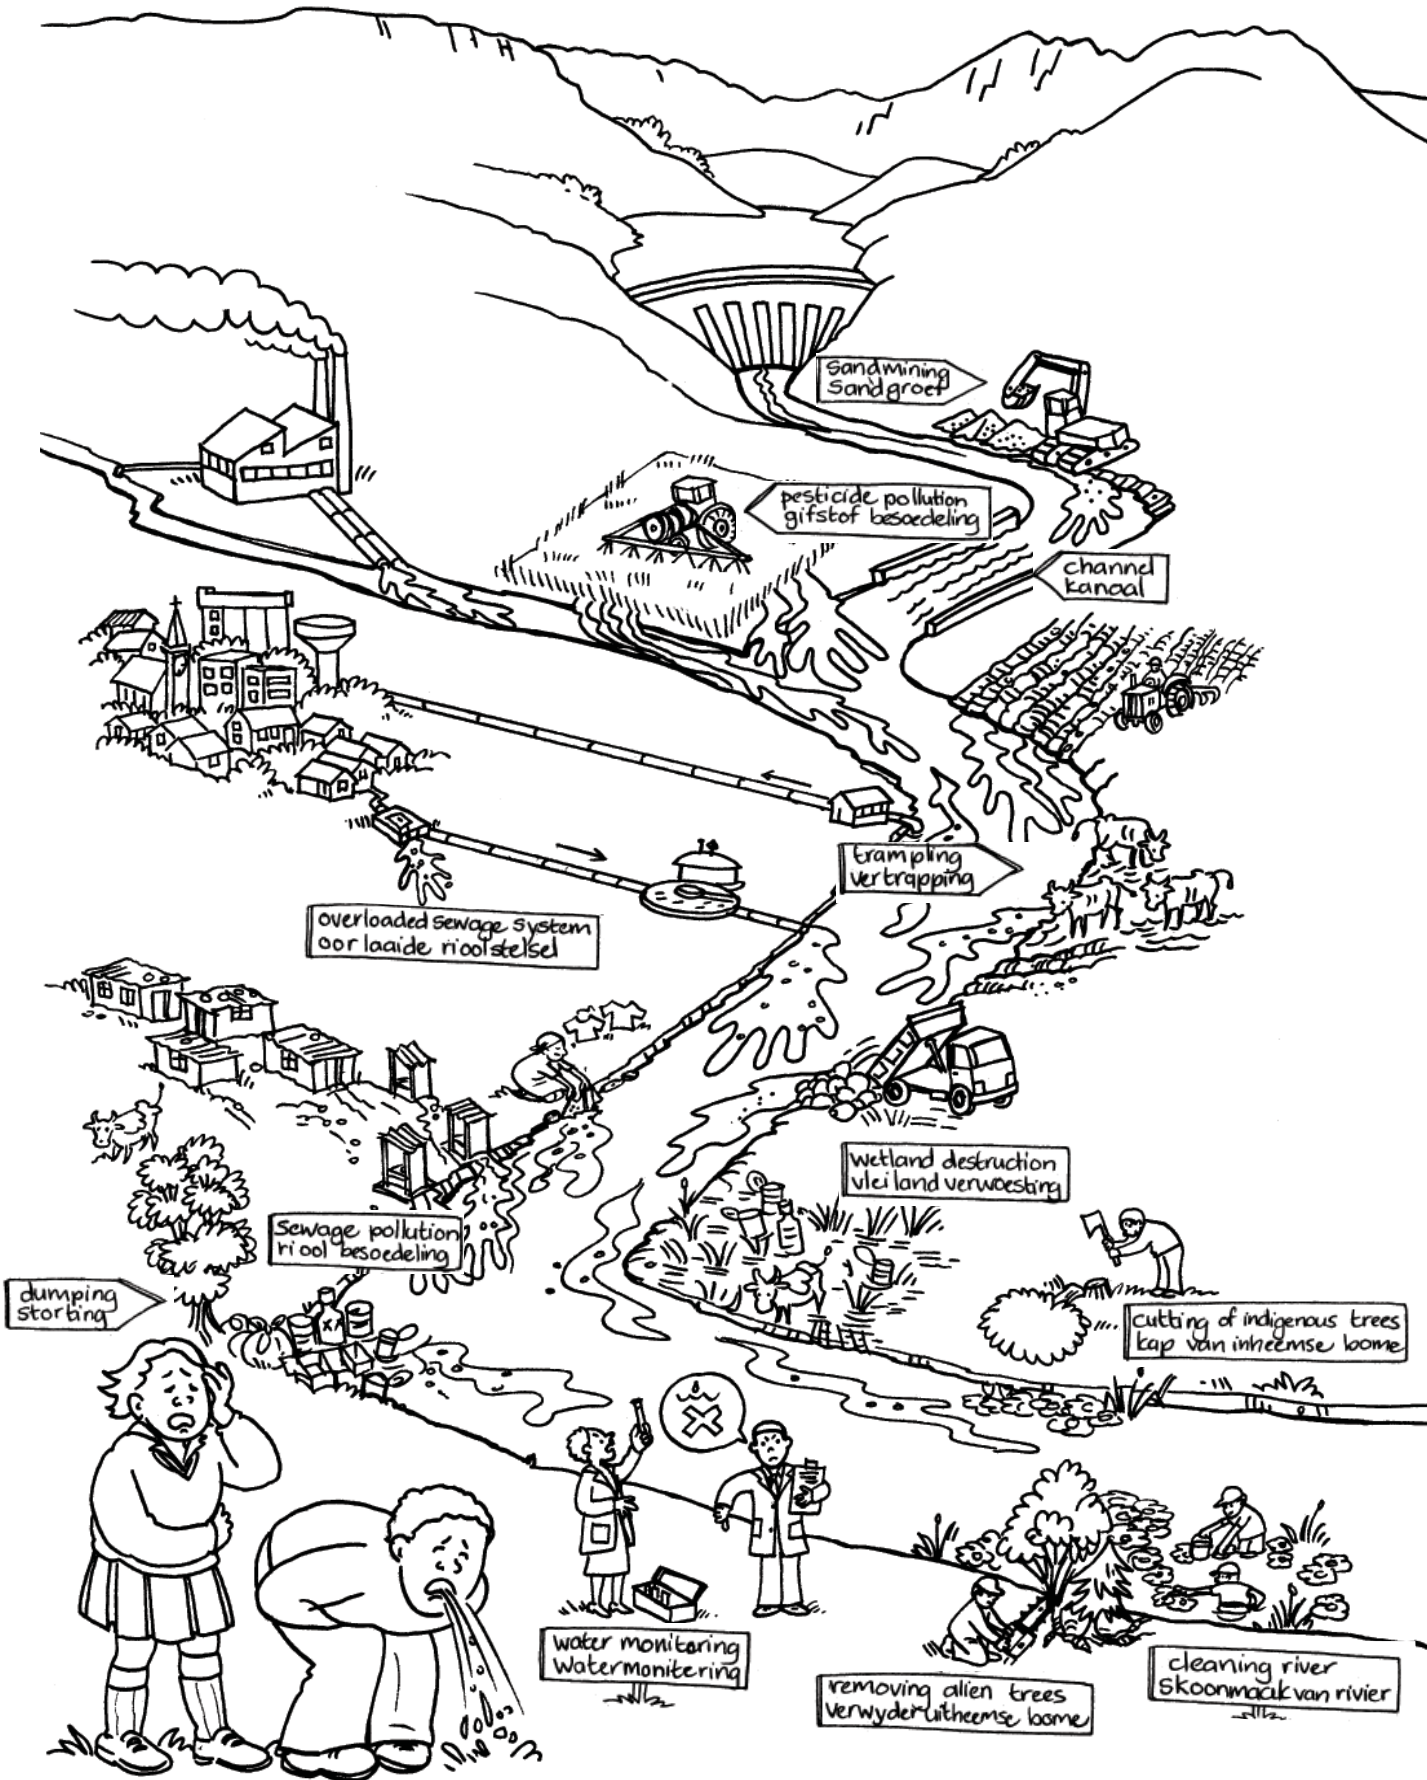 sandmining
sandgroef
pesticide pollution
gifstof besoedeling
channel
kanaal
trampling
vertrapping
overloaded sewage system
oorlaaide rioolstelsel
wetland destruction
vleiland verwoesting
sewage pollution
riool besoedeling
dumping
storting
cutting of indigenous trees
kap van inheemse bome
XX
water monitoring
Watermonitering
removing alien trees
verwyder uitheemse bome
cleaning river
skoonmaak van rivier